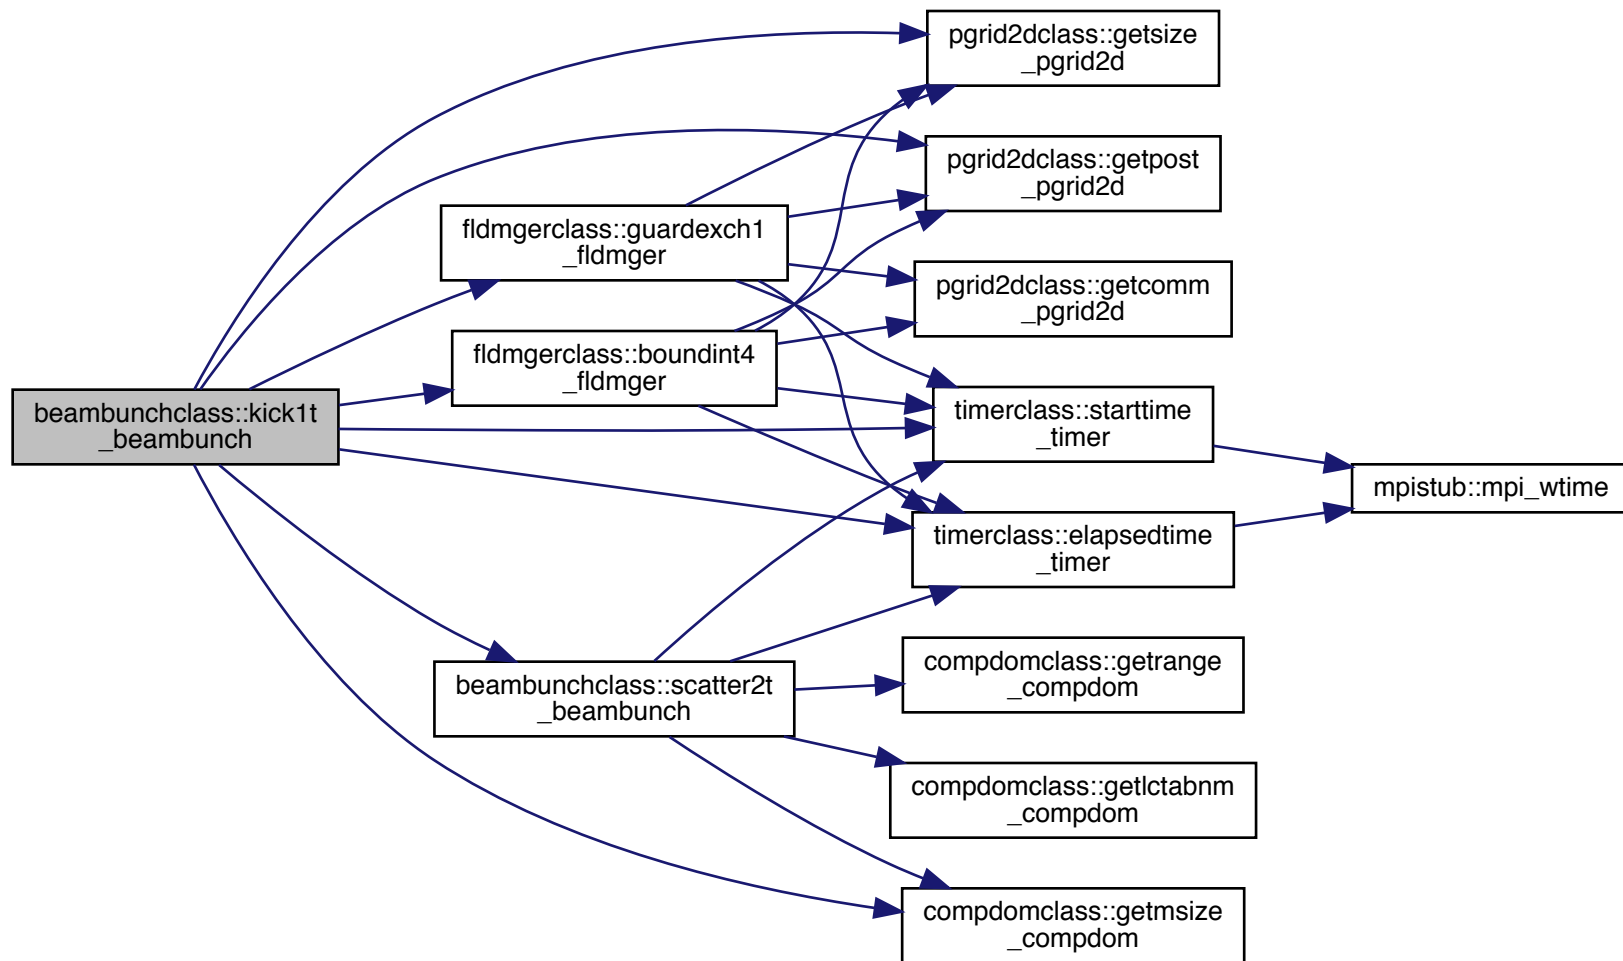 pgrid2dclass::getsize
_pgrid2d
pgrid2dclass::getpost
_pgrid2d
fldmgerclass::guardexch1
_fldmger
pgrid2dclass::getcomm
_pgrid2d
fldmgerclass::boundint4
_fldmger
beambunchclass::kick1t
_beambunch
timerclass::starttime
_timer
mpistub::mpi_wtime
timerclass::elapsedtime
_timer
beambunchclass::scatter2t
_beambunch
compdomclass::getrange
_compdom
compdomclass::getlctabnm
_compdom
compdomclass::getmsize
_compdom